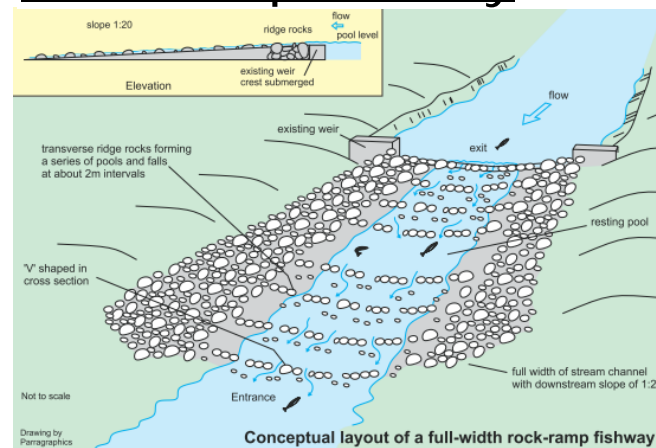 flow
slope 1:20
ridge rocks
pool level
existing weir
crest submerged
Elevation
flow
existing weir
exit
transverse ridge rocks forming
a series of pools and falls
at about 2m intervals
resting pool
'V' shaped in
cross section
full width of stream channel
with downstream slope of 1:2
Not to scale
Entrance
Drawing by
Parragraphics
Conceptual layout of a full-width rock-ramp fishway